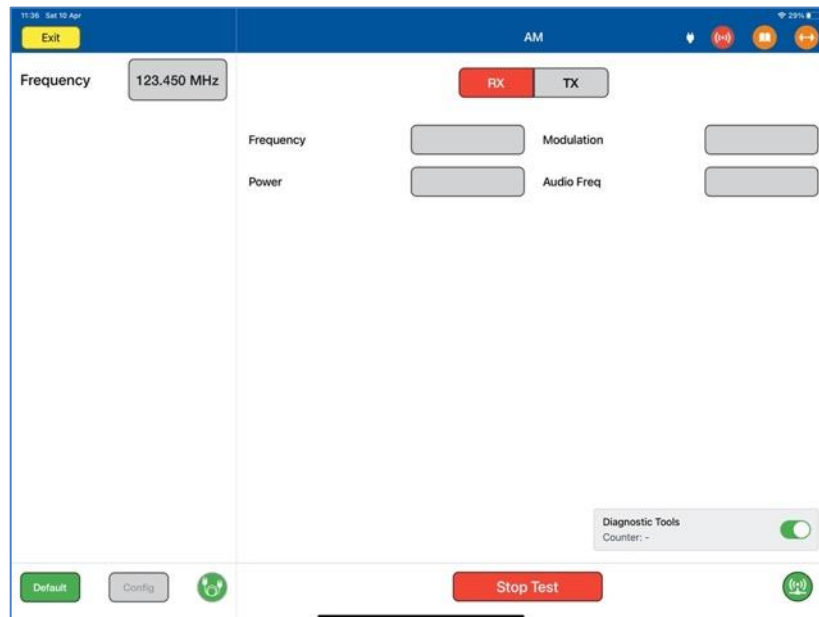 11:36 Sat 10 Apr
29%
Exit
AM
Frequency
123.450 MHz
RX
TX
Frequency
Modulation
Power
Audio Freq
Diagnostic Tools
Counter: -
Default
Config
Stop Test